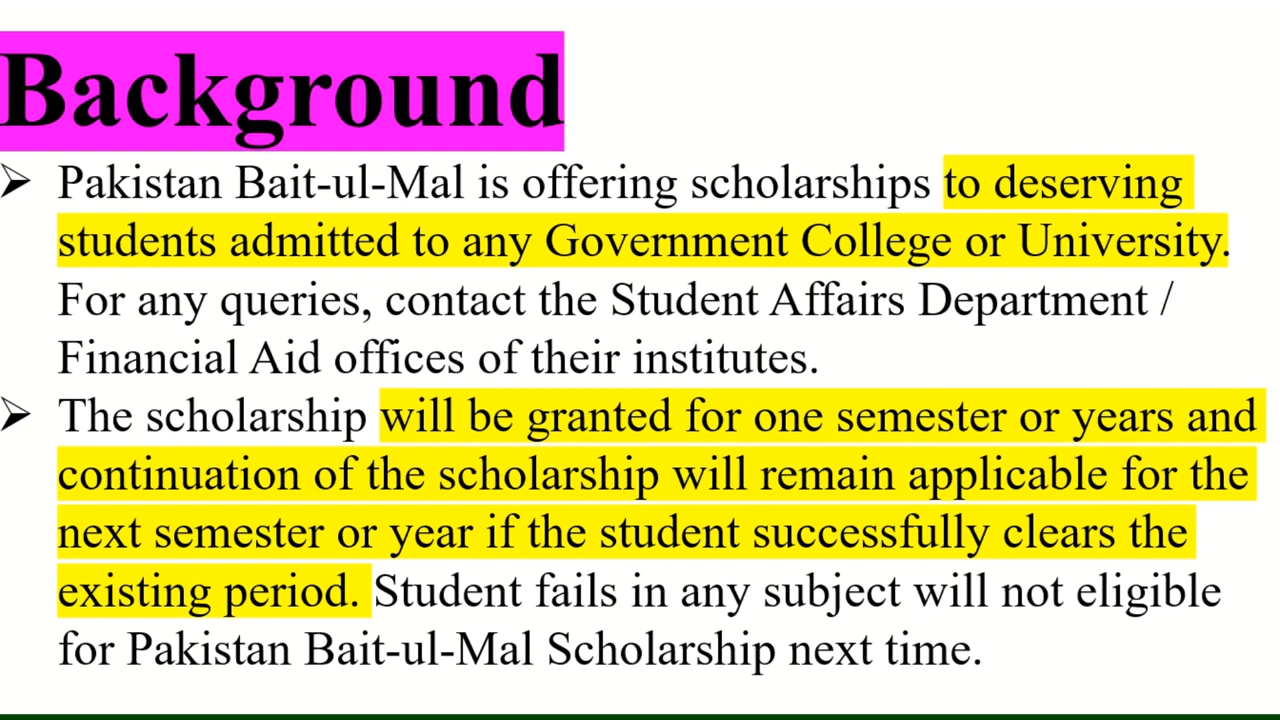 Background
➢ Pakistan Bait-ul-Mal is offering scholarships to deserving
students admitted to any Government College or University.
For any queries, contact the Student Affairs Department /
Financial Aid offices of their institutes.
➢ The scholarship will be granted for one semester or years and
continuation of the scholarship will remain applicable for the
next semester or year if the student successfully clears the
existing period. Student fails in any subject will not eligible
for Pakistan Bait-ul-Mal Scholarship next time.